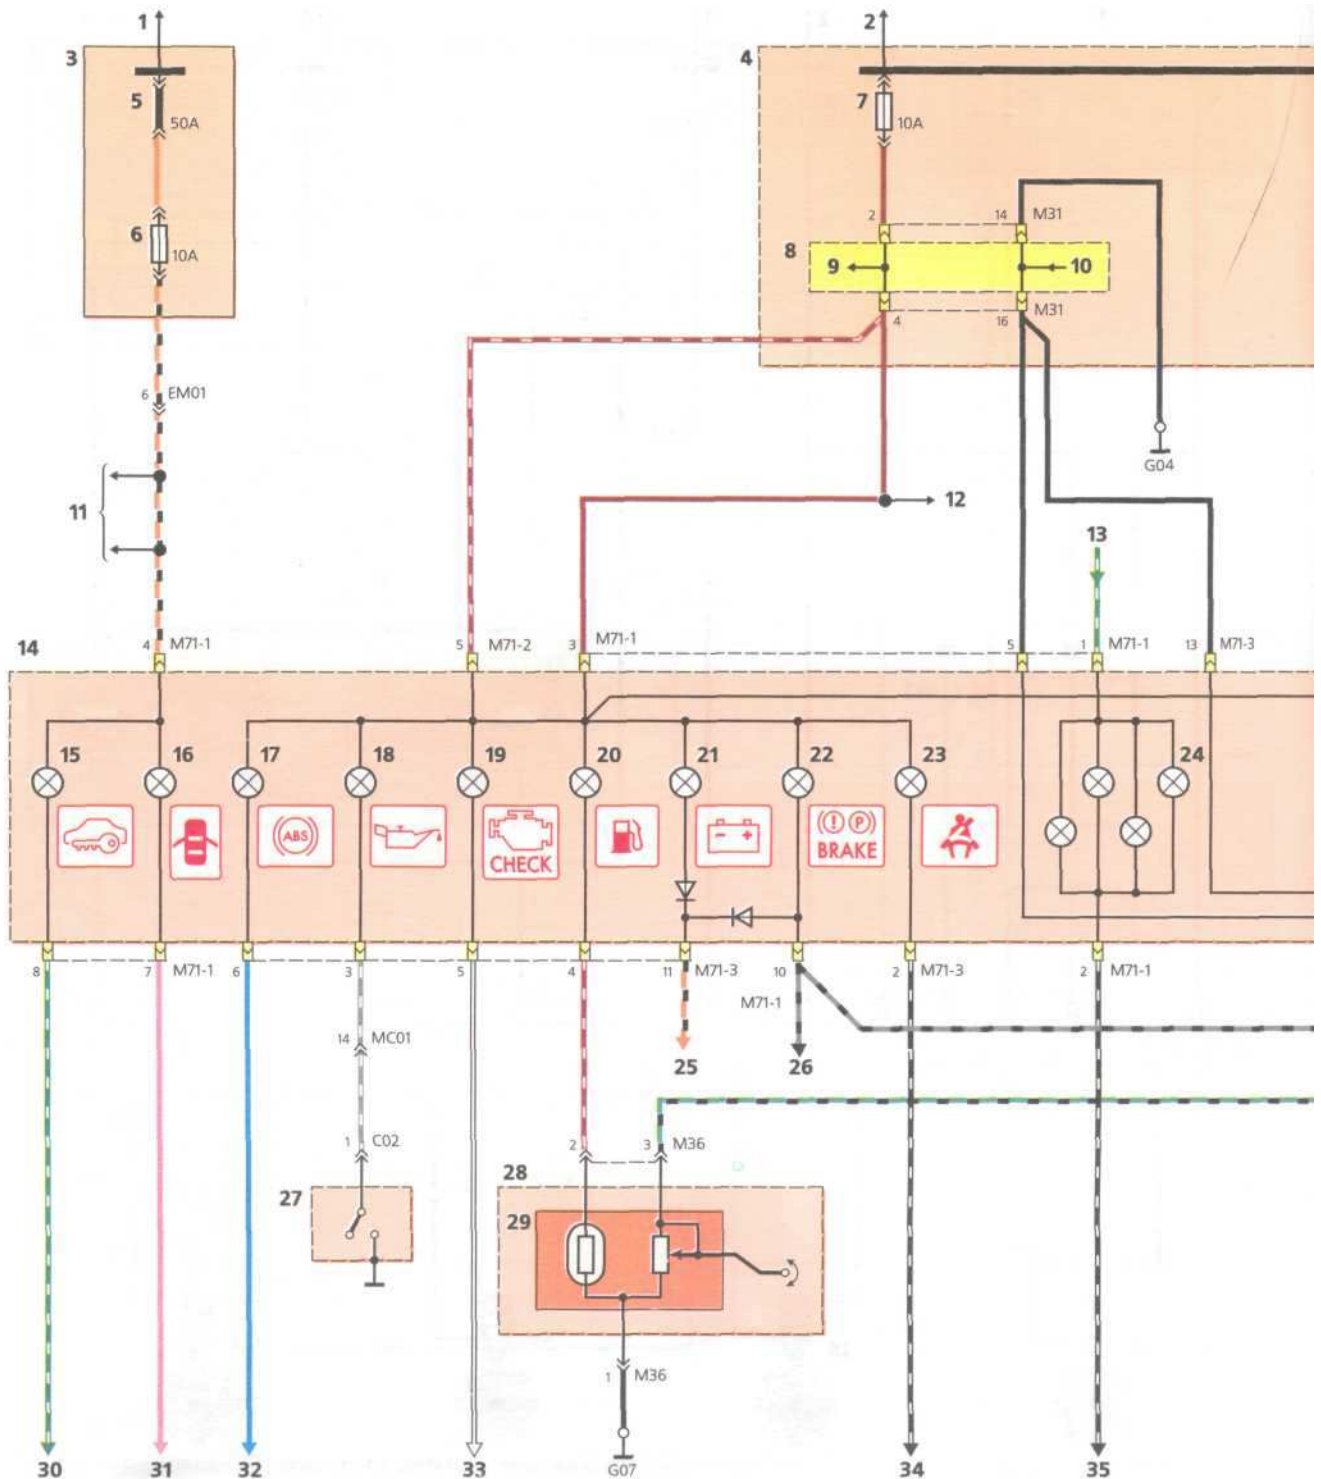 1 2
3 4
5 7
50A 10A
2 14 M31
6 8
10A 9 10
M31
4 16
6 EM01
G04
11 12
13
14 4 M71-1 5 M71-2 3 M71-1 5 1 M71-1 13 M71-3
15 16 17 18 19 20 21 22 23 24
ABS CHECK BRAKE
P
8 7 M71-1 6 3 5 4 11 M71-3 10 2 M71-3 2 M71-1
M71-1
14 MC01
25 26
1 C02 2 3 M36
27 28
29
1 M36
30 31 32 33 G07 34 35